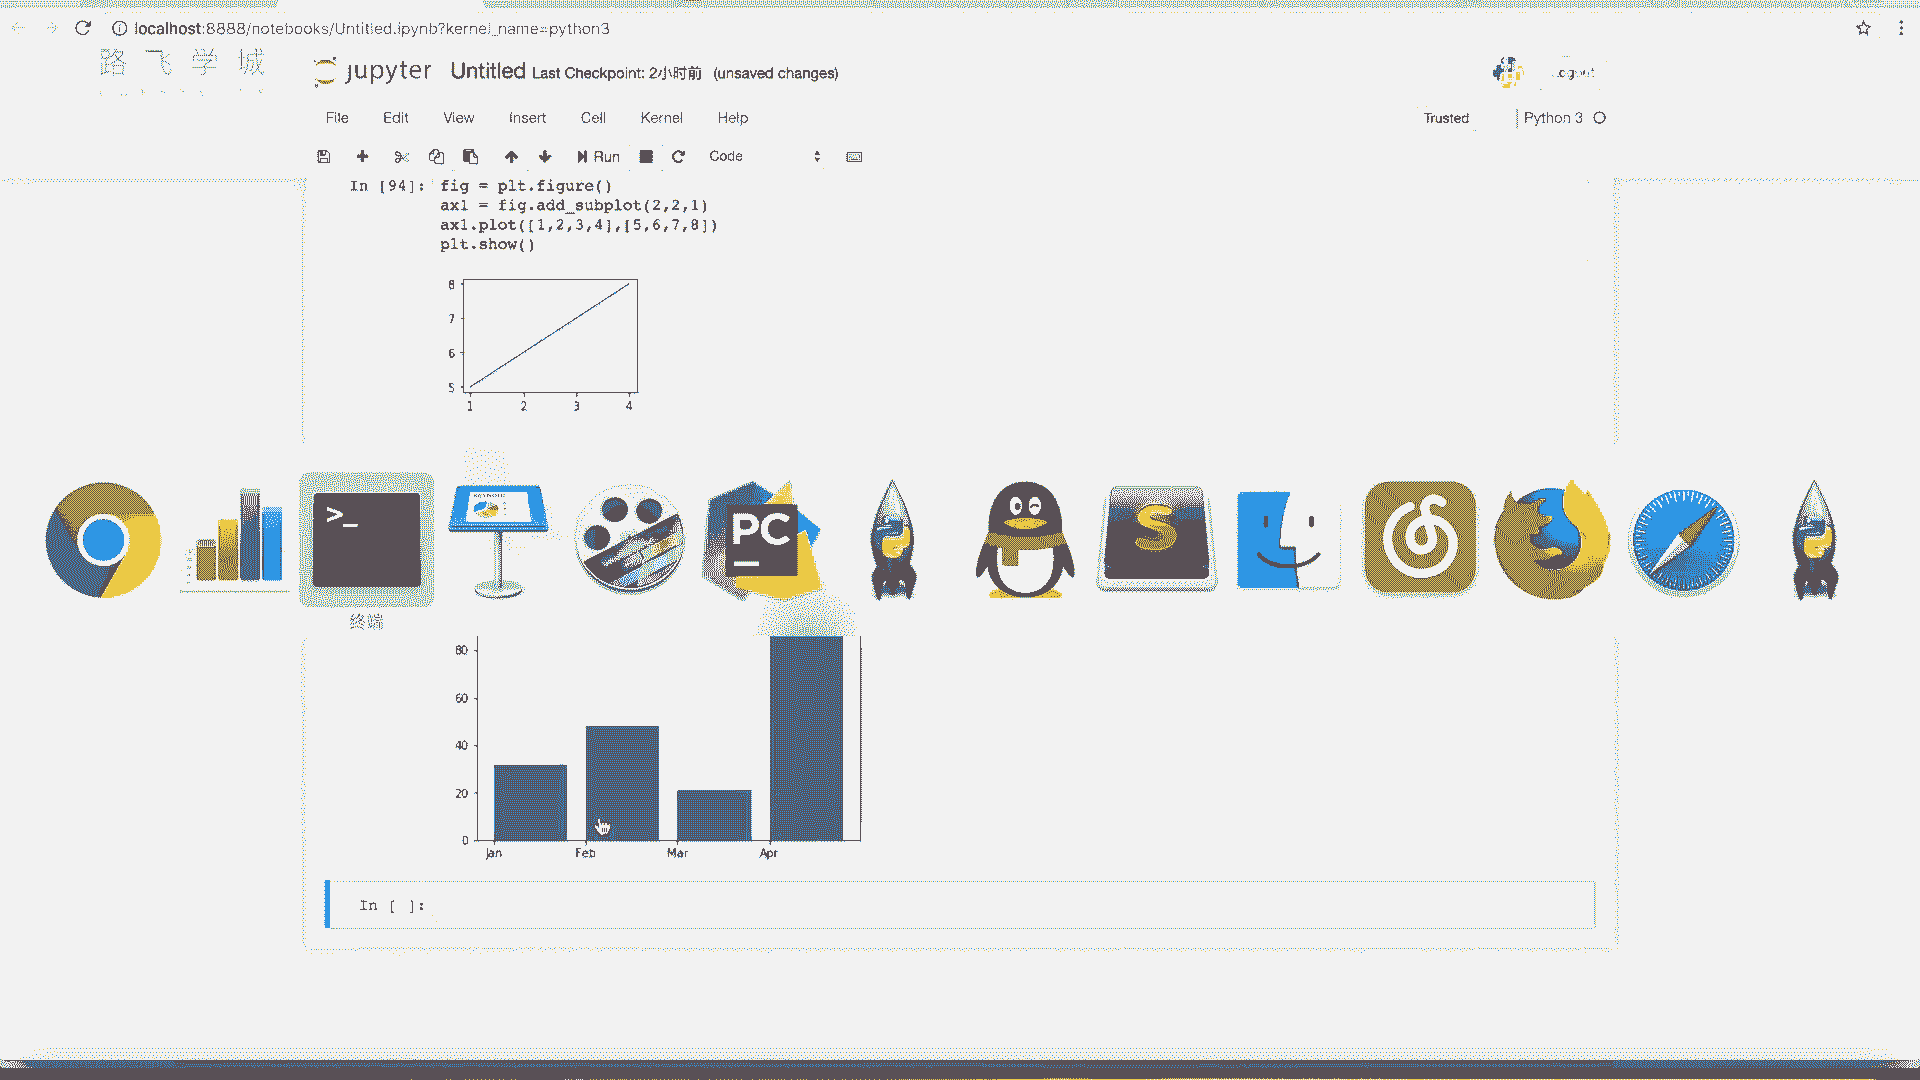 localhost:8888/notebooks/Untitled.ipynb?kernel_name=python3
路飞学城
jupyter Untitled Last Checkpoint: 2小时前 (unsaved changes)
File Edit View Insert Cell Kernel Help
Trusted Python 3
Run Code
In [94]: fig = plt.figure()
ax1 = fig.add_subplot(2,2,1)
ax1.plot([1,2,3,4],[5,6,7,8])
plt.show()
8
7
6
5
1 2 3 4
>_
PC
S
终端
80
60
40
20
0
Jan Feb Mar Apr
In [ ]: